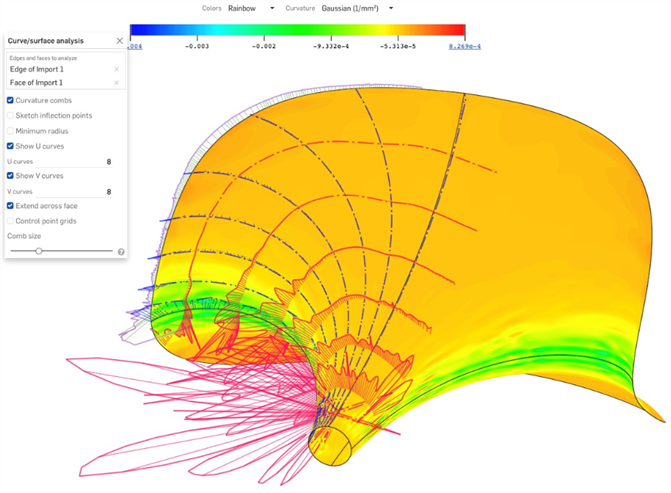 Colors Rainbow Curvature Gaussian (1/mm²)
.004 -0.003 -0.002 -9.332e-4 -5.313e-5 8.269e-4
Curve/surface analysis
Edges and faces to analyze
Edge of Import 1
Face of Import 1
Curvature combs
Sketch inflection points
Minimum radius
Show U curves
U curves 8
Show V curves
V curves 8
Extend across face
Control point grids
Comb size